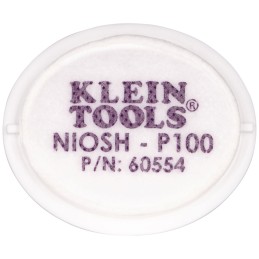 KLEIN
TOOLS®
NIOSH - P100
P/N: 60554